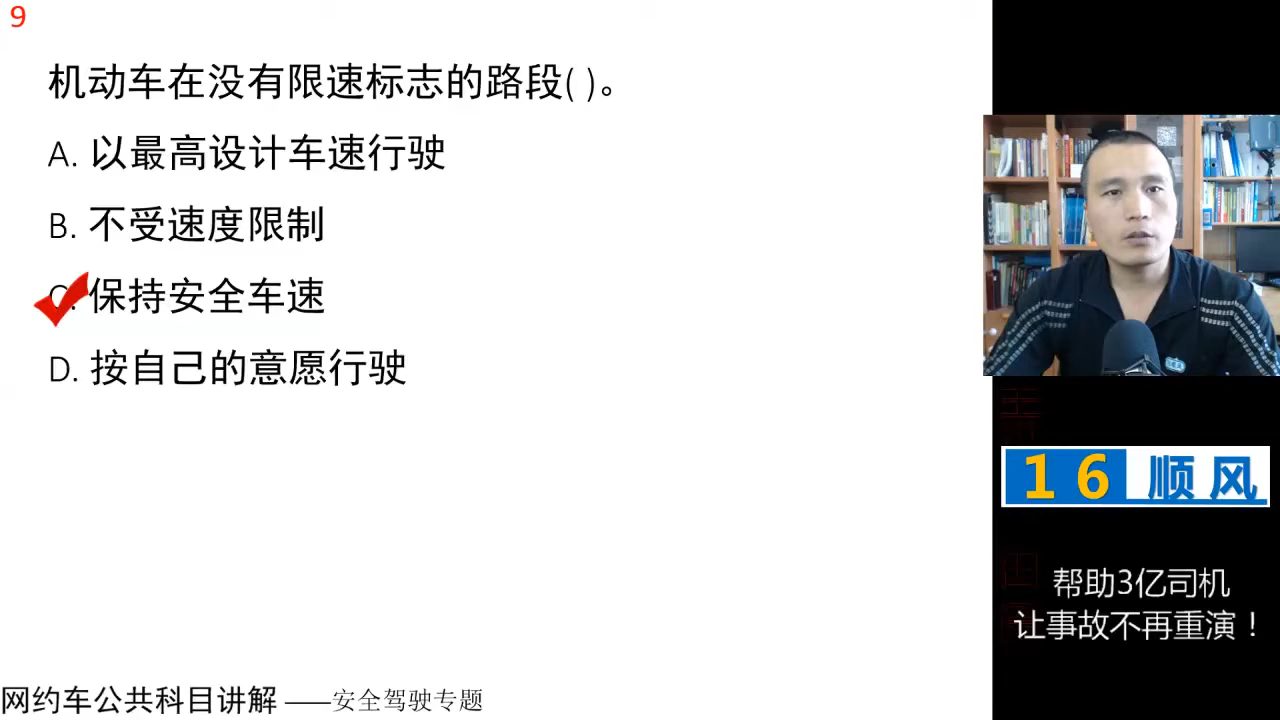 9
机动车在没有限速标志的路段( )。
A. 以最高设计车速行驶
B. 不受速度限制
C. 保持安全车速
D. 按自己的意愿行驶
16 顺风
帮助3亿司机
让事故不再重演！
网约车公共科目讲解 ——安全驾驶专题